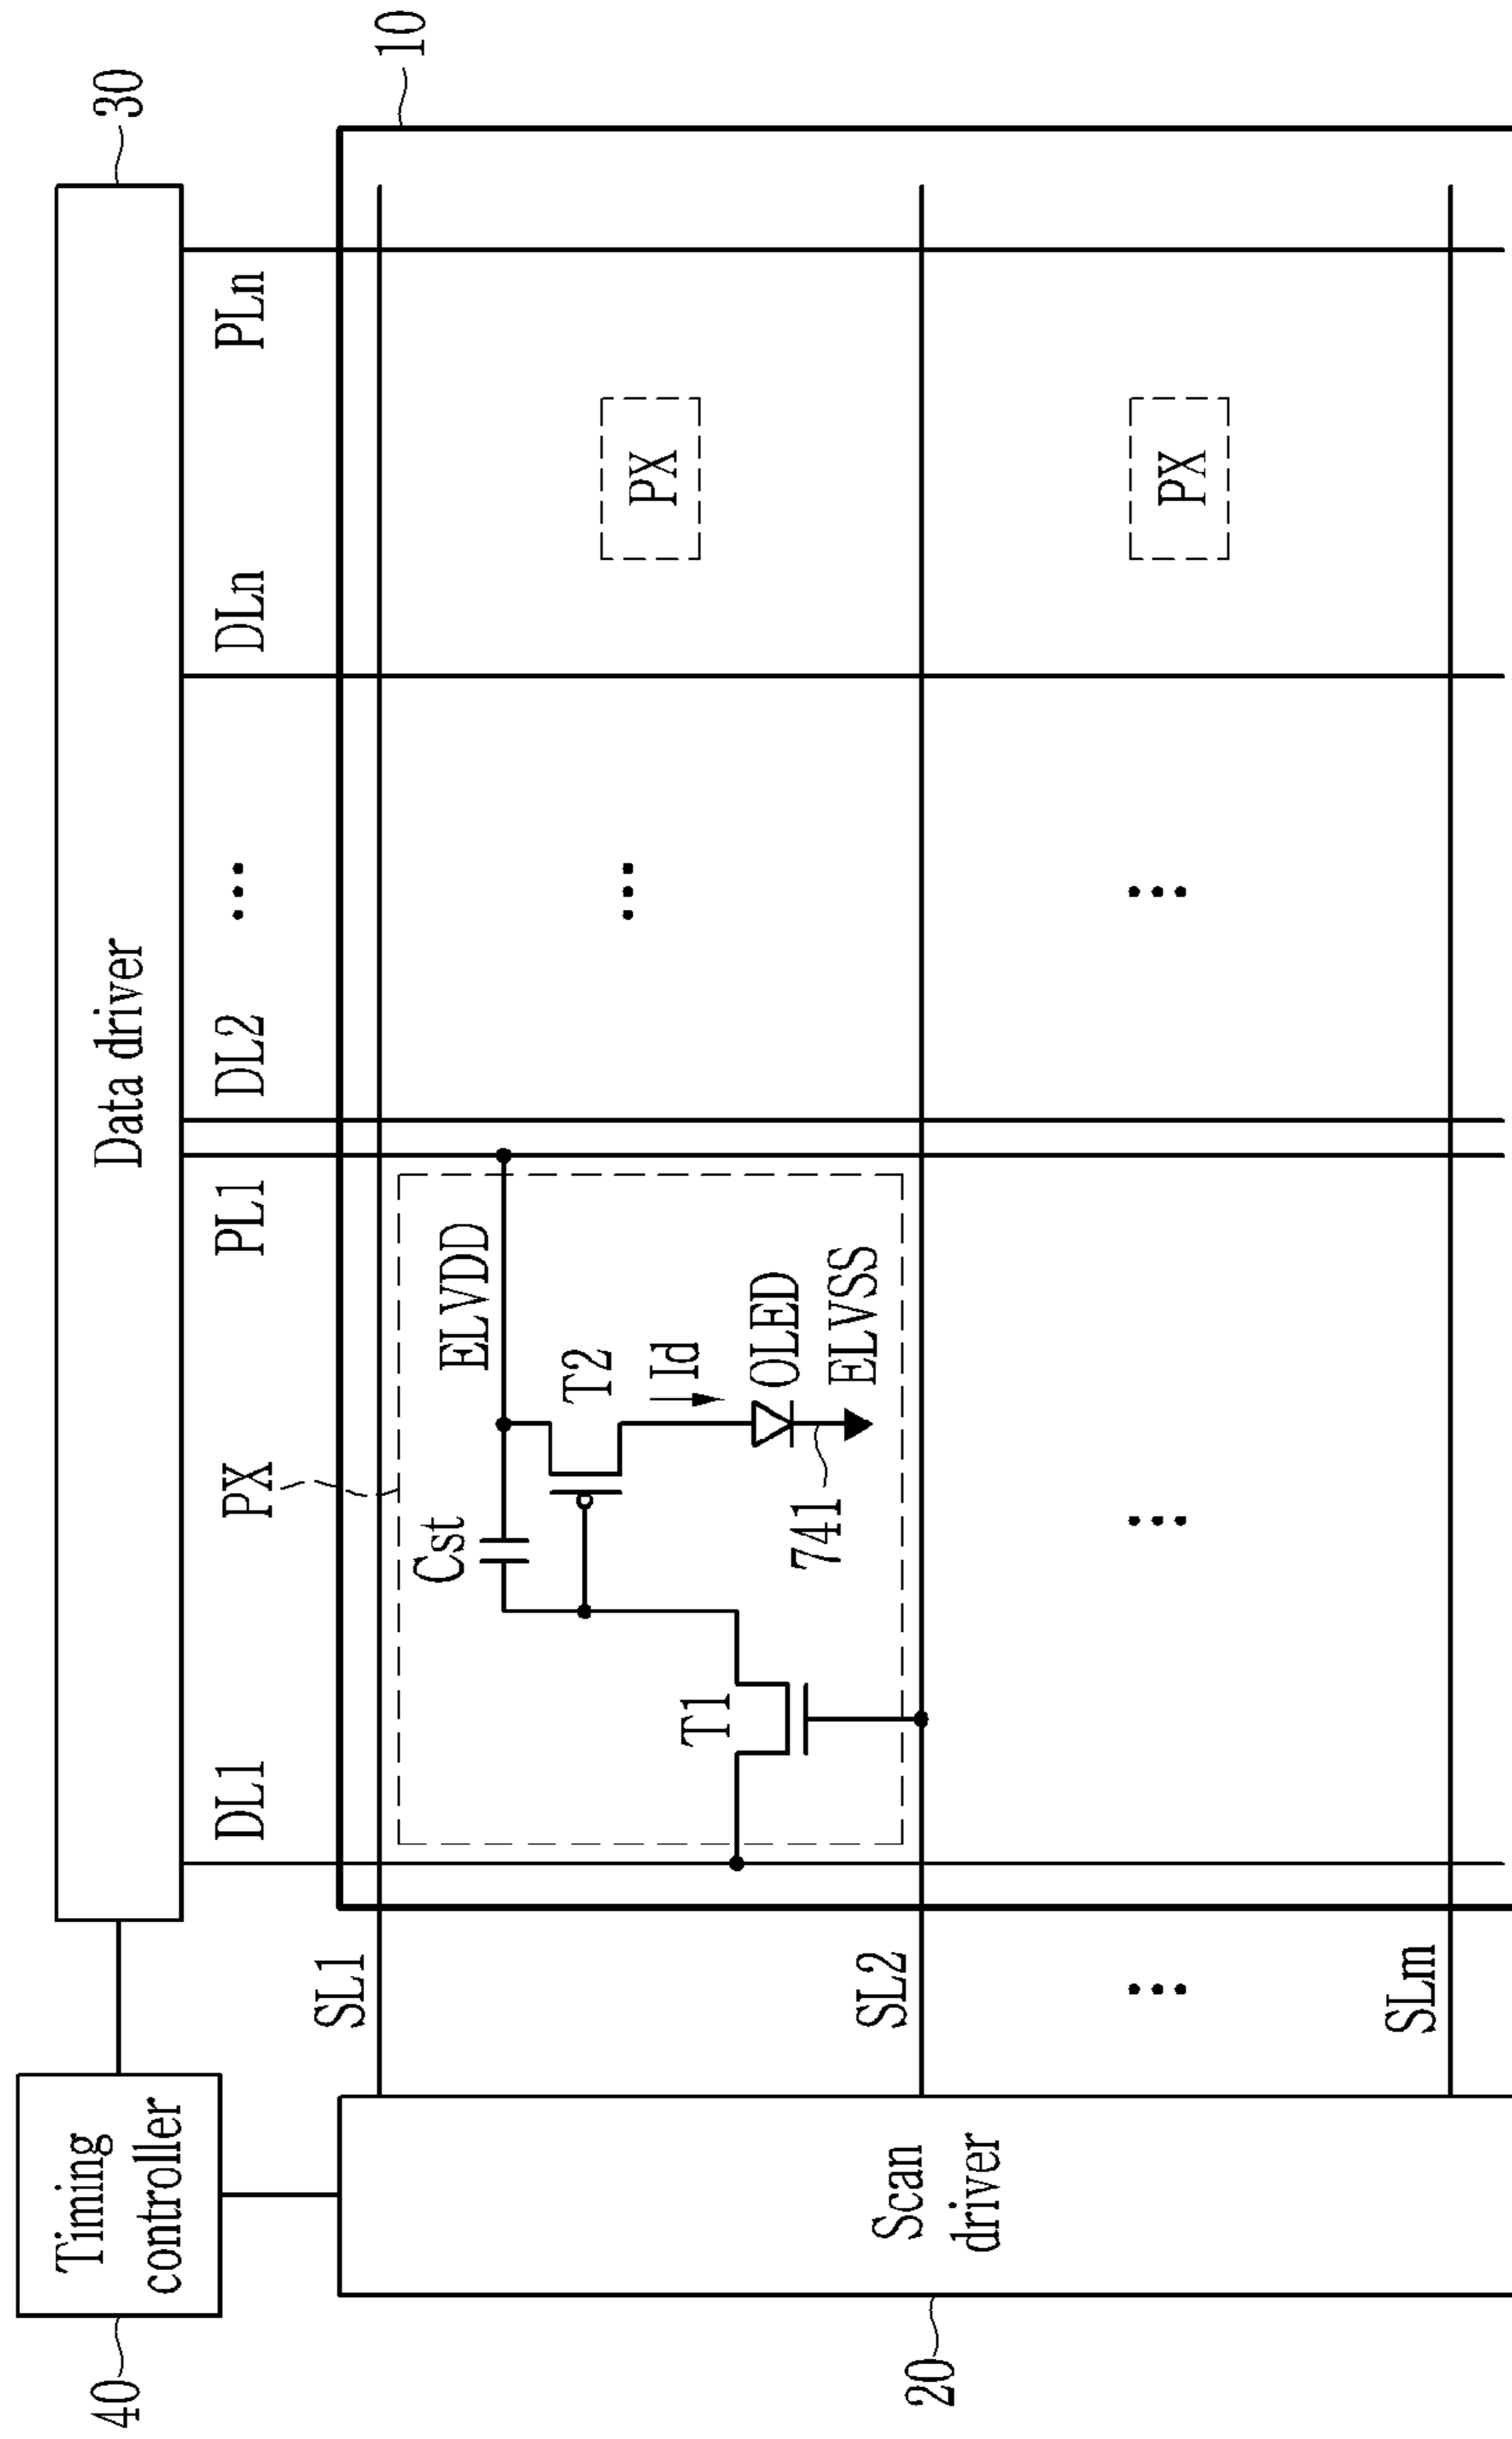 40
Timing
controller
Data driver
30
DL1
PX
PL1
DL2
...
DLn
PLn
10
SL1
Cst
ELVDD
T2
Id
T1
OLED
741
ELVSS
...
PX
SL2
20
Scan
driver
...
...
...
PX
SLm